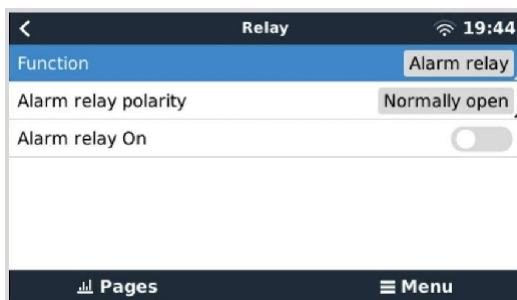 Relay 19:44
Function Alarm relay
Alarm relay polarity Normally open
Alarm relay On
Pages Menu